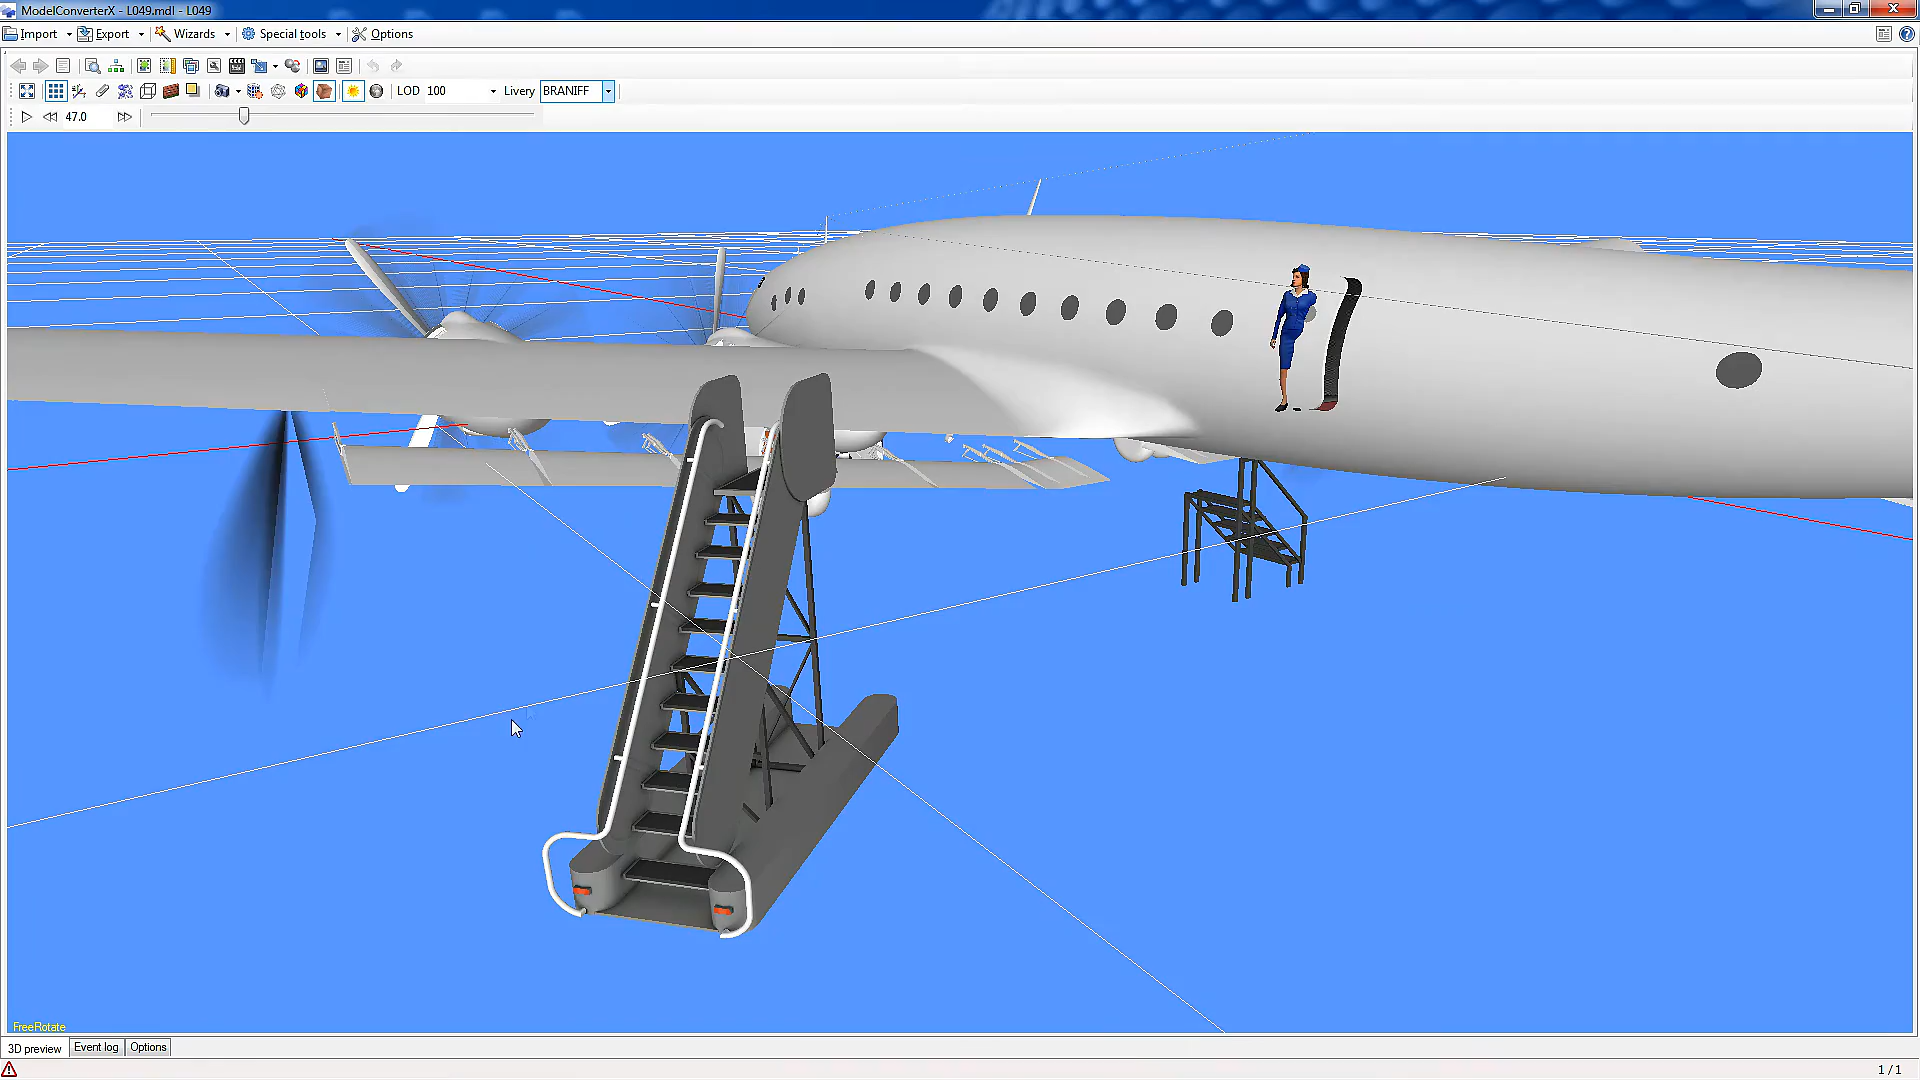 ModelConverterX - L049.mdl - L049
Import Export Wizards Special tools Options
LOD 100 Livery BRANIFF
47.0
FreeRotate
3D preview Event log Options
1 / 1